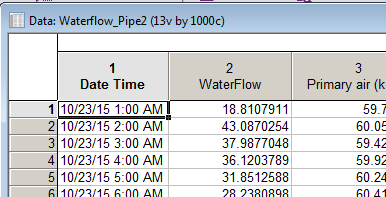 Data: Waterflow_Pipe2 (13v by 1000c)
1 2 3
Date Time WaterFlow Primary air (k
1 10/23/15 1:00 AM 18.8107911 59.7
2 10/23/15 2:00 AM 43.0870254 60.05
3 10/23/15 3:00 AM 37.9877048 59.42
4 10/23/15 4:00 AM 36.1203789 59.92
5 10/23/15 5:00 AM 31.8512588 60.24
6 10/23/15 6:00 AM 28.2380898 60.41